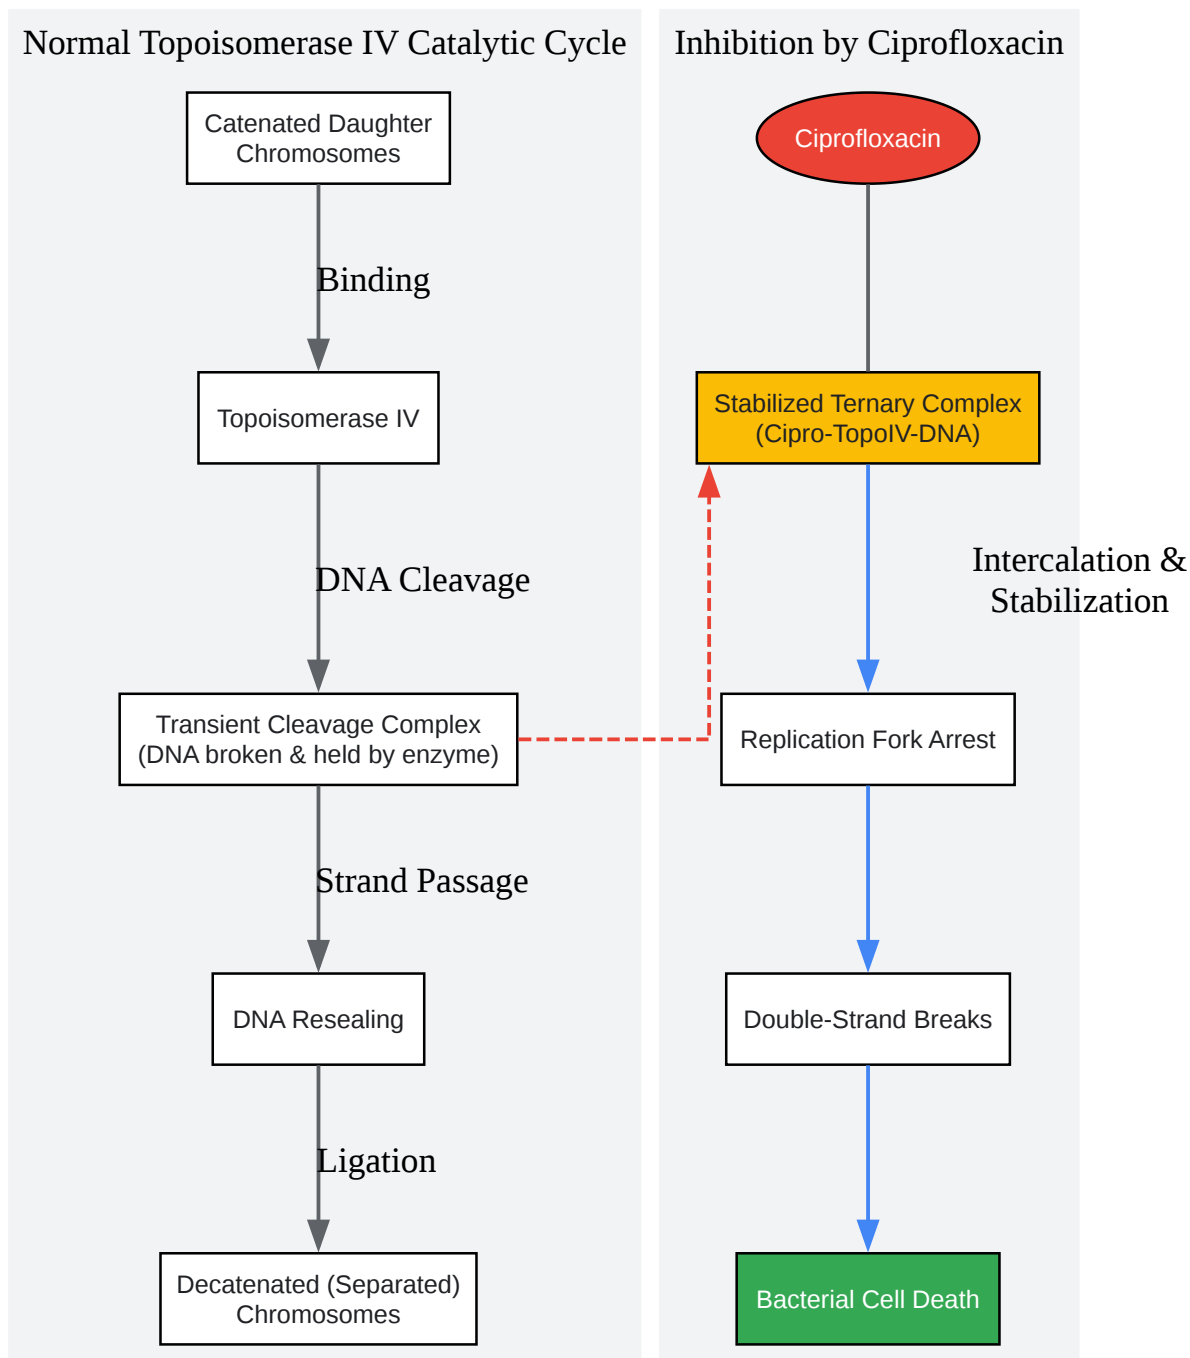 Normal Topoisomerase IV Catalytic Cycle
Catenated Daughter
Chromosomes
Binding
Topoisomerase IV
DNA Cleavage
Transient Cleavage Complex
(DNA broken & held by enzyme)
Strand Passage
DNA Resealing
Ligation
Decatenated (Separated)
Chromosomes
Inhibition by Ciprofloxacin
Ciprofloxacin
Stabilized Ternary Complex
(Cipro-TopoIV-DNA)
Intercalation &
Stabilization
Replication Fork Arrest
Double-Strand Breaks
Bacterial Cell Death